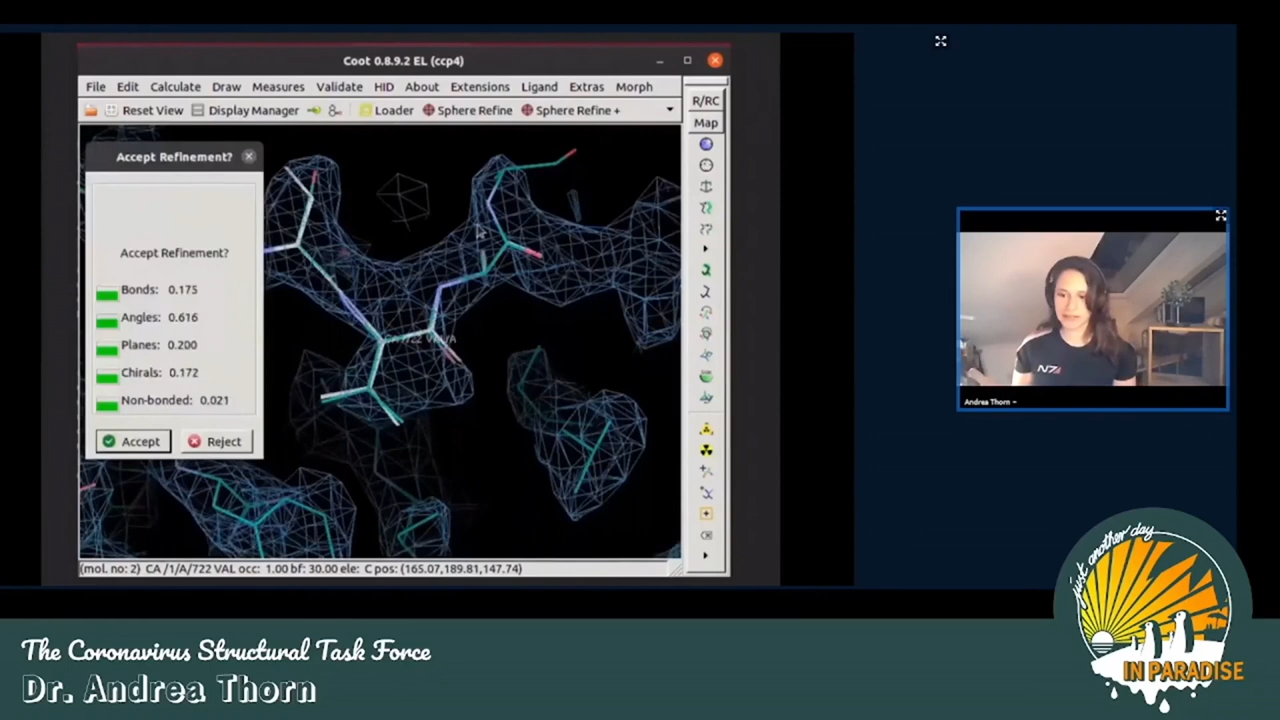 Coot 0.8.9.2 EL (ccp4)
File Edit Calculate Draw Measures Validate HID About Extensions Ligand Extras Morph
Reset View Display Manager Loader Sphere Refine Sphere Refine +
R/RC
Map
Accept Refinement?
Accept Refinement?
Bonds: 0.175
Angles: 0.616
Planes: 0.200
Chirals: 0.172
Non-bonded: 0.021
Accept Reject
(mol. no: 2) CA /1/A/722 VAL occ: 1.00 bf: 30.00 ele: C pos: (165.07,189.81,147.74)
N7
Andrea Thorn
just another day
IN PARADISE
The Coronavirus Structural Task Force
Dr. Andrea Thorn